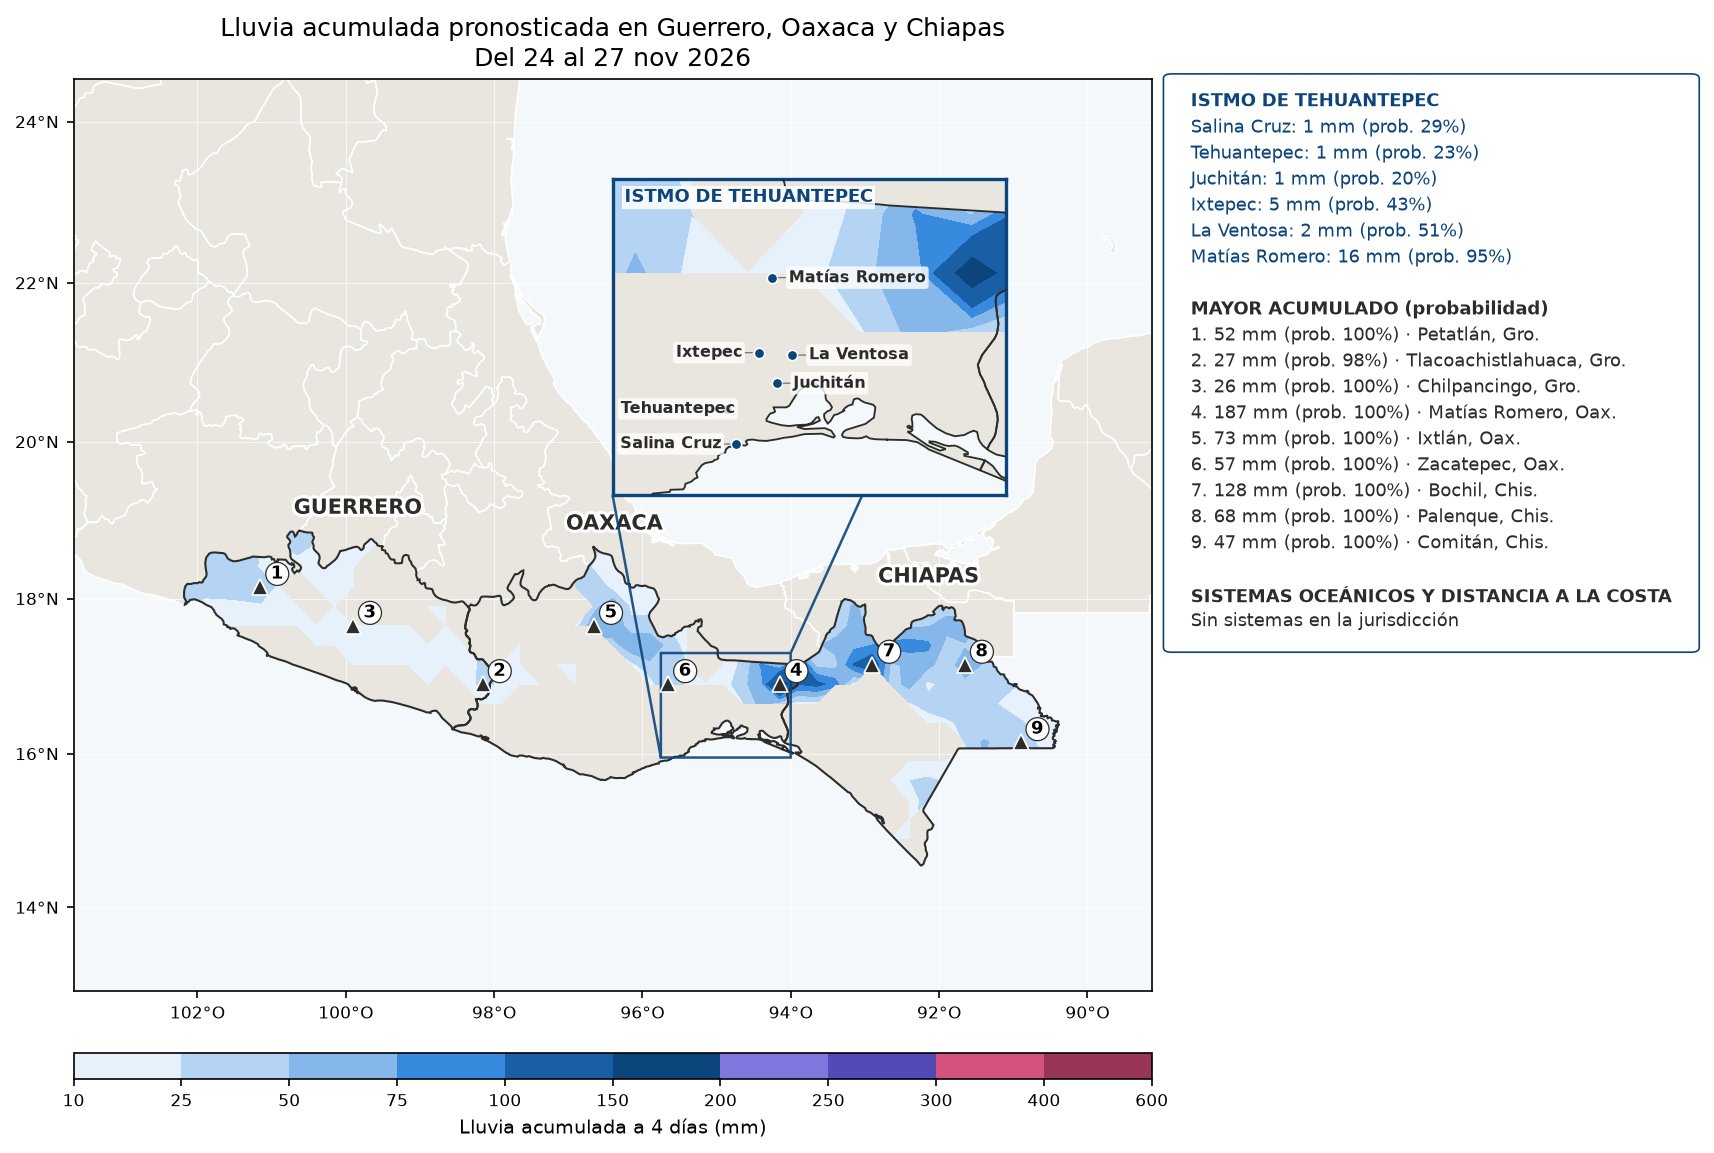 Lluvia acumulada pronosticada en Guerrero, Oaxaca y Chiapas
Del 24 al 27 nov 2026
24°N
22°N
20°N
18°N
16°N
14°N
102°O
100°O
98°O
96°O
94°O
92°O
90°O
ISTMO DE TEHUANTEPEC
Matías Romero
Ixtepec
La Ventosa
Juchitán
Tehuantepec
Salina Cruz
GUERRERO
OAXACA
CHIAPAS
1
3
2
5
6
4
7
8
9
10
25
50
75
100
150
200
250
300
400
600
Lluvia acumulada a 4 días (mm)
ISTMO DE TEHUANTEPEC
Salina Cruz: 1 mm (prob. 29%)
Tehuantepec: 1 mm (prob. 23%)
Juchitán: 1 mm (prob. 20%)
Ixtepec: 5 mm (prob. 43%)
La Ventosa: 2 mm (prob. 51%)
Matías Romero: 16 mm (prob. 95%)
MAYOR ACUMULADO (probabilidad)
1. 52 mm (prob. 100%) · Petatlán, Gro.
2. 27 mm (prob. 98%) · Tlacoachistlahuaca, Gro.
3. 26 mm (prob. 100%) · Chilpancingo, Gro.
4. 187 mm (prob. 100%) · Matías Romero, Oax.
5. 73 mm (prob. 100%) · Ixtlán, Oax.
6. 57 mm (prob. 100%) · Zacatepec, Oax.
7. 128 mm (prob. 100%) · Bochil, Chis.
8. 68 mm (prob. 100%) · Palenque, Chis.
9. 47 mm (prob. 100%) · Comitán, Chis.
SISTEMAS OCEÁNICOS Y DISTANCIA A LA COSTA
Sin sistemas en la jurisdicción